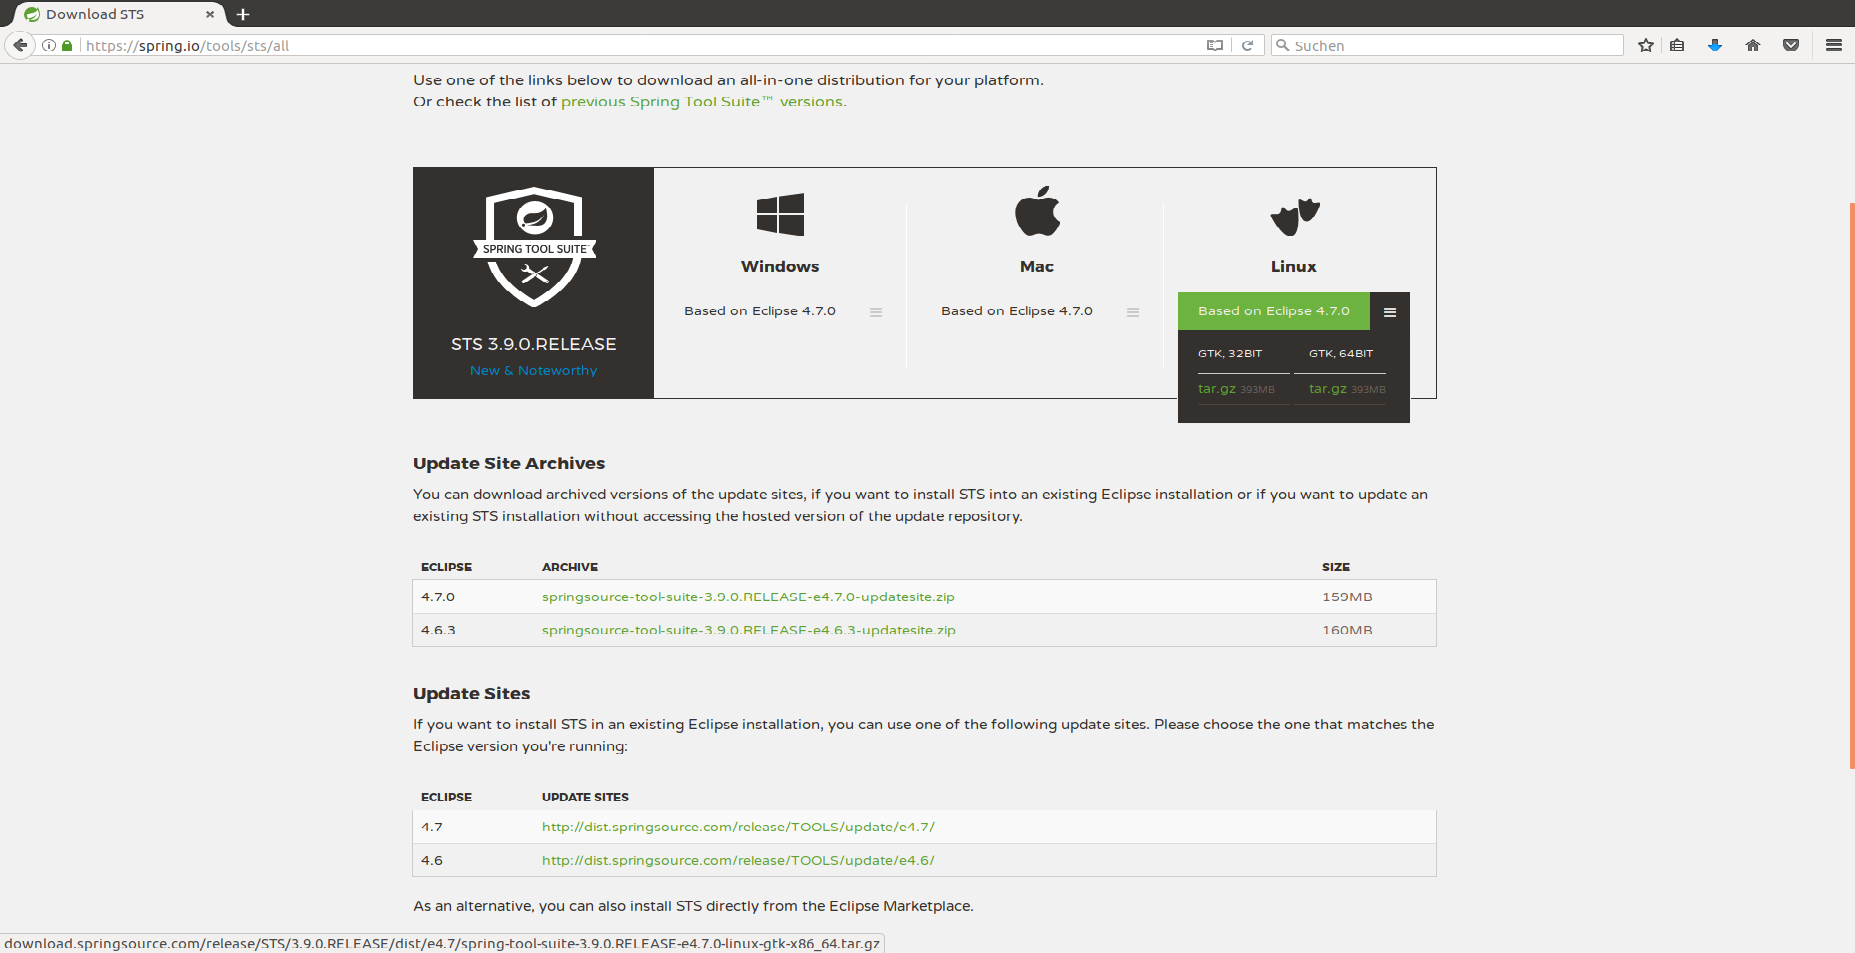 Download STS
https://spring.io/tools/sts/all
Suchen
Use one of the links below to download an all-in-one distribution for your platform.
Or check the list of previous Spring Tool Suite™ versions.
SPRING TOOL SUITE
STS 3.9.0.RELEASE
New & Noteworthy
Windows
Based on Eclipse 4.7.0
Mac
Based on Eclipse 4.7.0
Linux
Based on Eclipse 4.7.0
GTK, 32BIT GTK, 64BIT
tar.gz 393MB tar.gz 393MB
Update Site Archives
You can download archived versions of the update sites, if you want to install STS into an existing Eclipse installation or if you want to update an
existing STS installation without accessing the hosted version of the update repository.
ECLIPSE ARCHIVE SIZE
4.7.0 springsource-tool-suite-3.9.0.RELEASE-e4.7.0-updatesite.zip 159MB
4.6.3 springsource-tool-suite-3.9.0.RELEASE-e4.6.3-updatesite.zip 160MB
Update Sites
If you want to install STS in an existing Eclipse installation, you can use one of the following update sites. Please choose the one that matches the
Eclipse version you're running:
ECLIPSE UPDATE SITES
4.7 http://dist.springsource.com/release/TOOLS/update/e4.7/
4.6 http://dist.springsource.com/release/TOOLS/update/e4.6/
As an alternative, you can also install STS directly from the Eclipse Marketplace.
download.springsource.com/release/STS/3.9.0.RELEASE/dist/e4.7/spring-tool-suite-3.9.0.RELEASE-e4.7.0-linux-gtk-x86_64.tar.gz